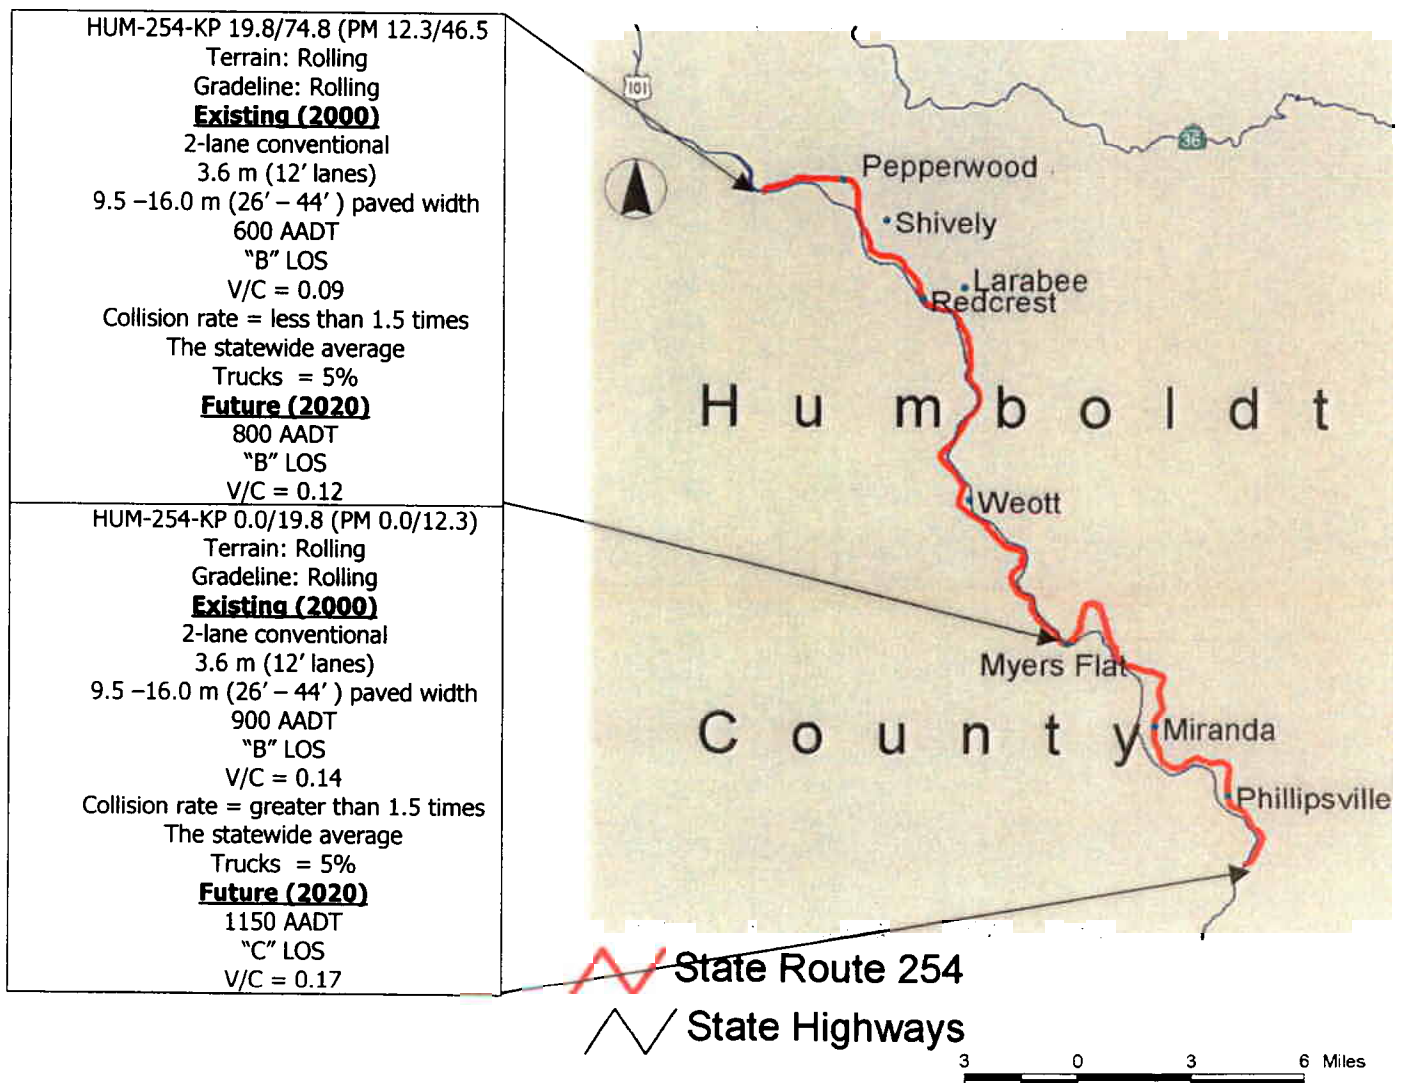 HUM-254-KP 19.8/74.8 (PM 12.3/46.5
Terrain: Rolling
Gradeline: Rolling
Existing (2000)
2-lane conventional
3.6 m (12' lanes)
9.5 –16.0 m (26' – 44' ) paved width
600 AADT
"B" LOS
V/C = 0.09
Collision rate = less than 1.5 times
The statewide average
Trucks = 5%
Future (2020)
800 AADT
"B" LOS
V/C = 0.12
HUM-254-KP 0.0/19.8 (PM 0.0/12.3)
Terrain: Rolling
Gradeline: Rolling
Existing (2000)
2-lane conventional
3.6 m (12' lanes)
9.5 –16.0 m (26' – 44' ) paved width
900 AADT
"B" LOS
V/C = 0.14
Collision rate = greater than 1.5 times
The statewide average
Trucks = 5%
Future (2020)
1150 AADT
"C" LOS
V/C = 0.17
101
36
Pepperwood
Shively
Larabee
Redcrest
Humboldt
Weott
Myers Flat
County
Miranda
Phillipsville
State Route 254
State Highways
3 0 3 6 Miles